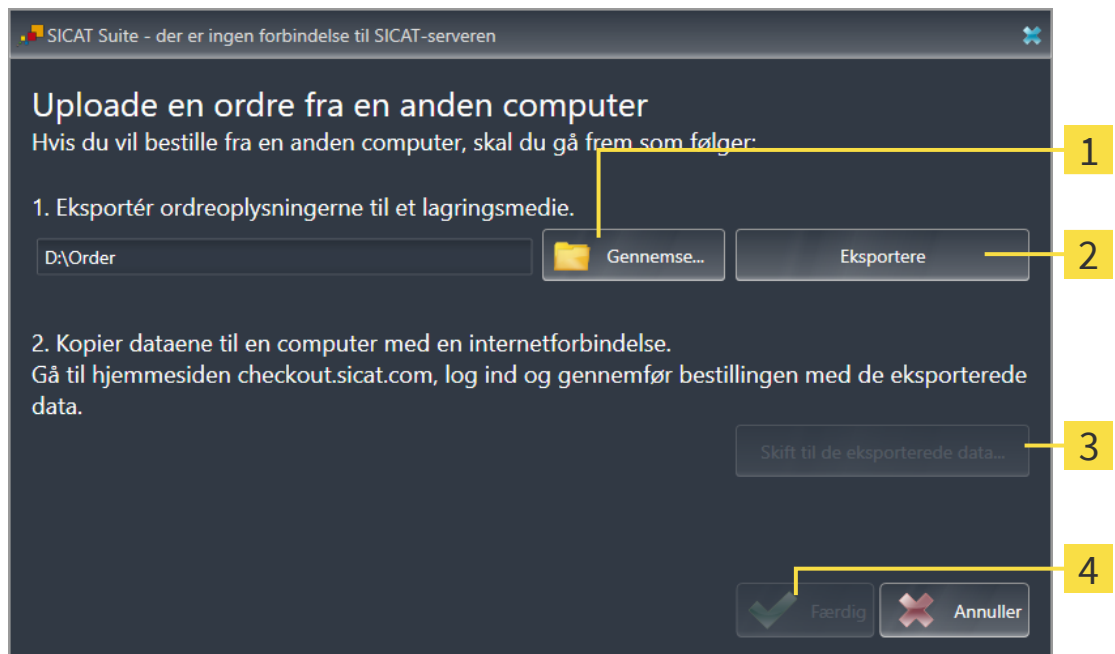 SICAT Suite - der er ingen forbindelse til SICAT-serveren
Uploade en ordre fra en anden computer
Hvis du vil bestille fra en anden computer, skal du gå frem som følger:
1
1. Eksportér ordreoplysningerne til et lagringsmedie.
D:\Order
Gennemse...
Eksportere
2
2. Kopier dataene til en computer med en internetforbindelse.
Gå til hjemmesiden checkout.sicat.com, log ind og gennemfør bestillingen med de eksporterede
data.
Skift til de eksporterede data...
3
4
Færdig
Annuller